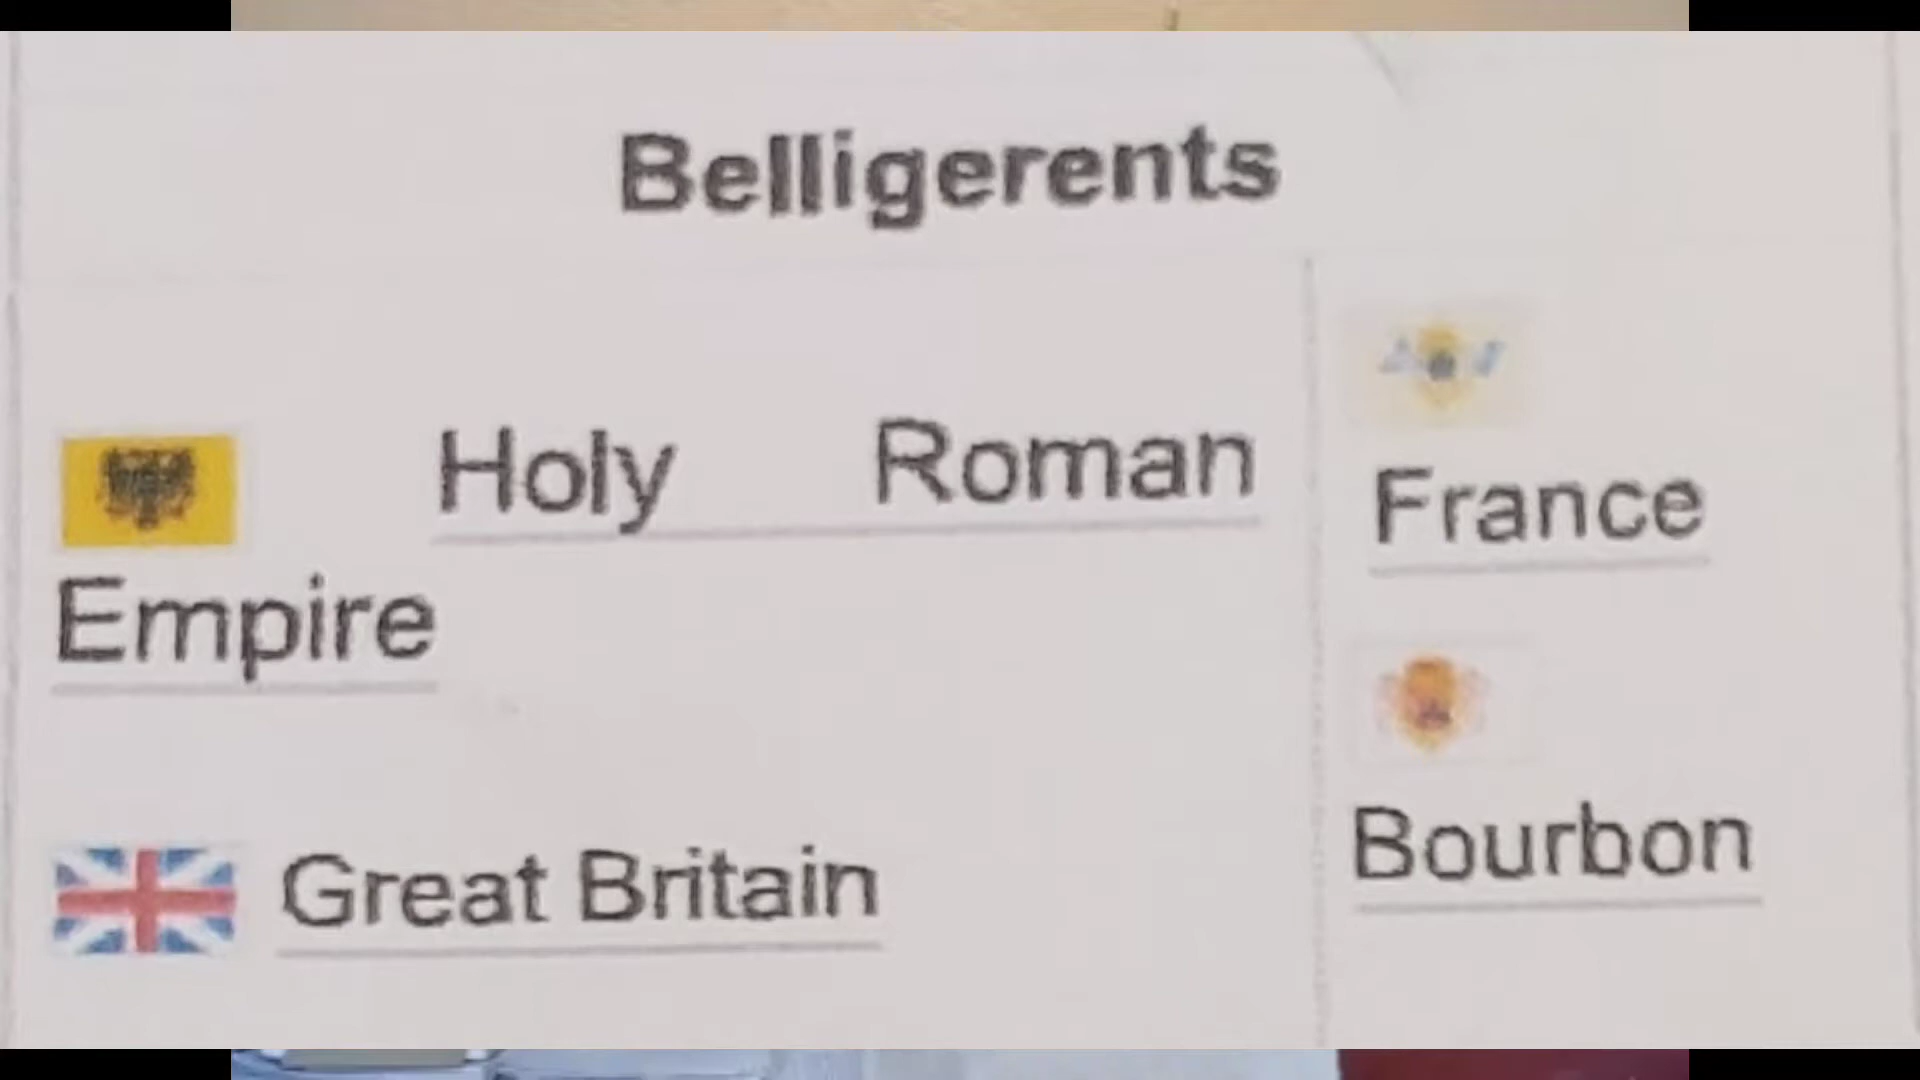 Belligerents
Holy Roman
Empire
Great Britain
France
Bourbon